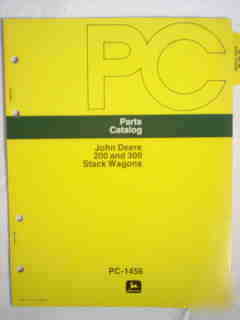 PC
Parts
Catalog
John Deere
200 and 300
Stack Wagons
PC-1456